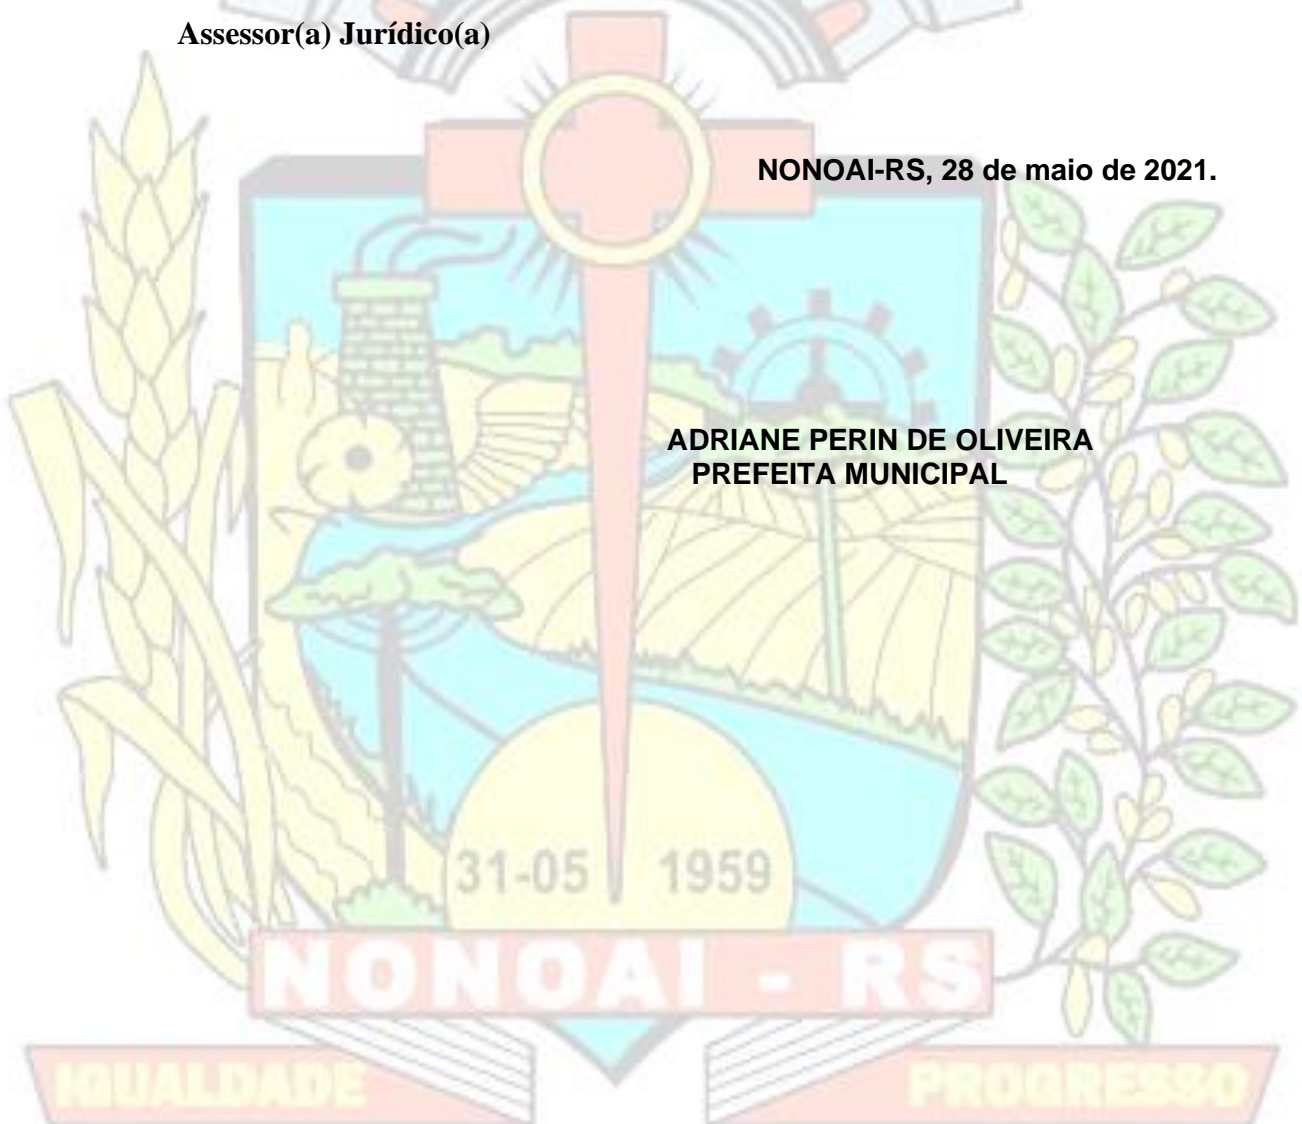 Assessor(a) Jurídico(a)
NONOAI-RS, 28 de maio de 2021.
ADRIANE PERIN DE OLIVEIRA
PREFEITA MUNICIPAL
31-05 1959
NONOAI - RS
IGUALDADE PROGRESSO